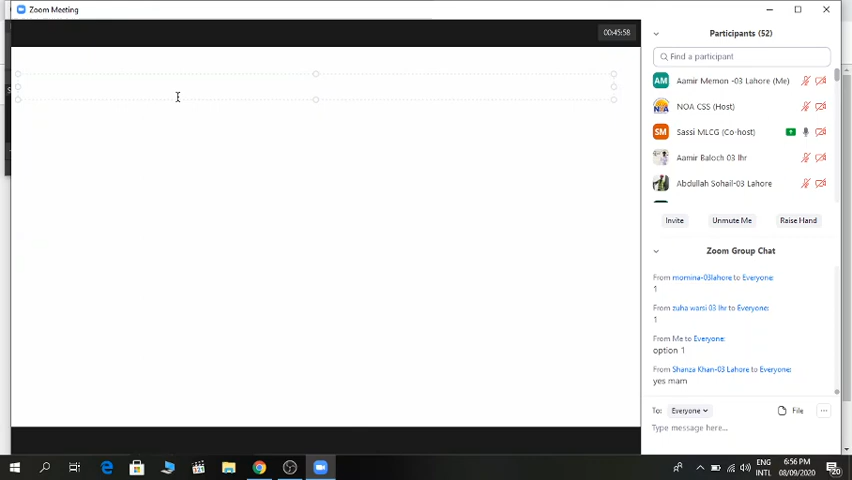 Zoom Meeting
00:45:58
Participants (52)
Find a participant
AM Aamir Memon -03 Lahore (Me)
NOA CSS (Host)
SM Sassi MLCG (Co-host)
Aamir Baloch 03 lhr
Abdullah Sohail-03 Lahore
Invite Unmute Me Raise Hand
Zoom Group Chat
From momina-03lahore to Everyone:
1
From zuha warsi 03 lhr to Everyone:
1
From Me to Everyone:
option 1
From Shanza Khan-03 Lahore to Everyone:
yes mam
To: Everyone File ...
Type message here...
ENG 6:56 PM
INTL 08/09/2020 20